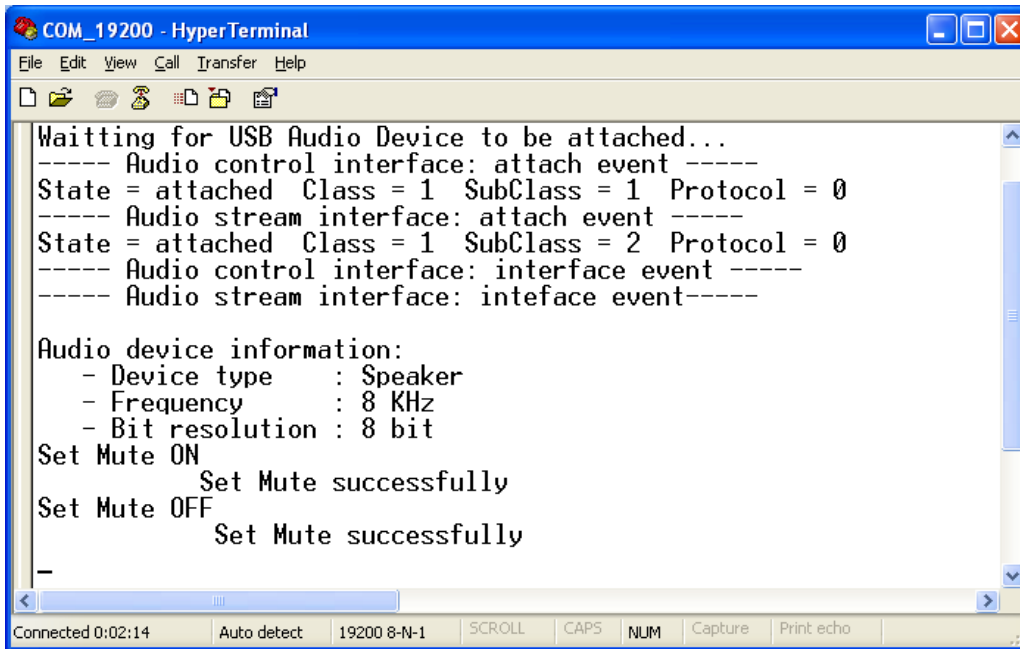 COM_19200 - HyperTerminal
File Edit View Call Transfer Help
Waitting for USB Audio Device to be attached...
----- Audio control interface: attach event -----
State = attached  Class = 1  SubClass = 1  Protocol = 0
----- Audio stream interface: attach event -----
State = attached  Class = 1  SubClass = 2  Protocol = 0
----- Audio control interface: interface event -----
----- Audio stream interface: inteface event-----
Audio device information:
- Device type : Speaker
- Frequency : 8 KHz
- Bit resolution : 8 bit
Set Mute ON
Set Mute successfully
Set Mute OFF
Set Mute successfully
Connected 0:02:14 Auto detect 19200 8-N-1 SCROLL CAPS NUM Capture Print echo